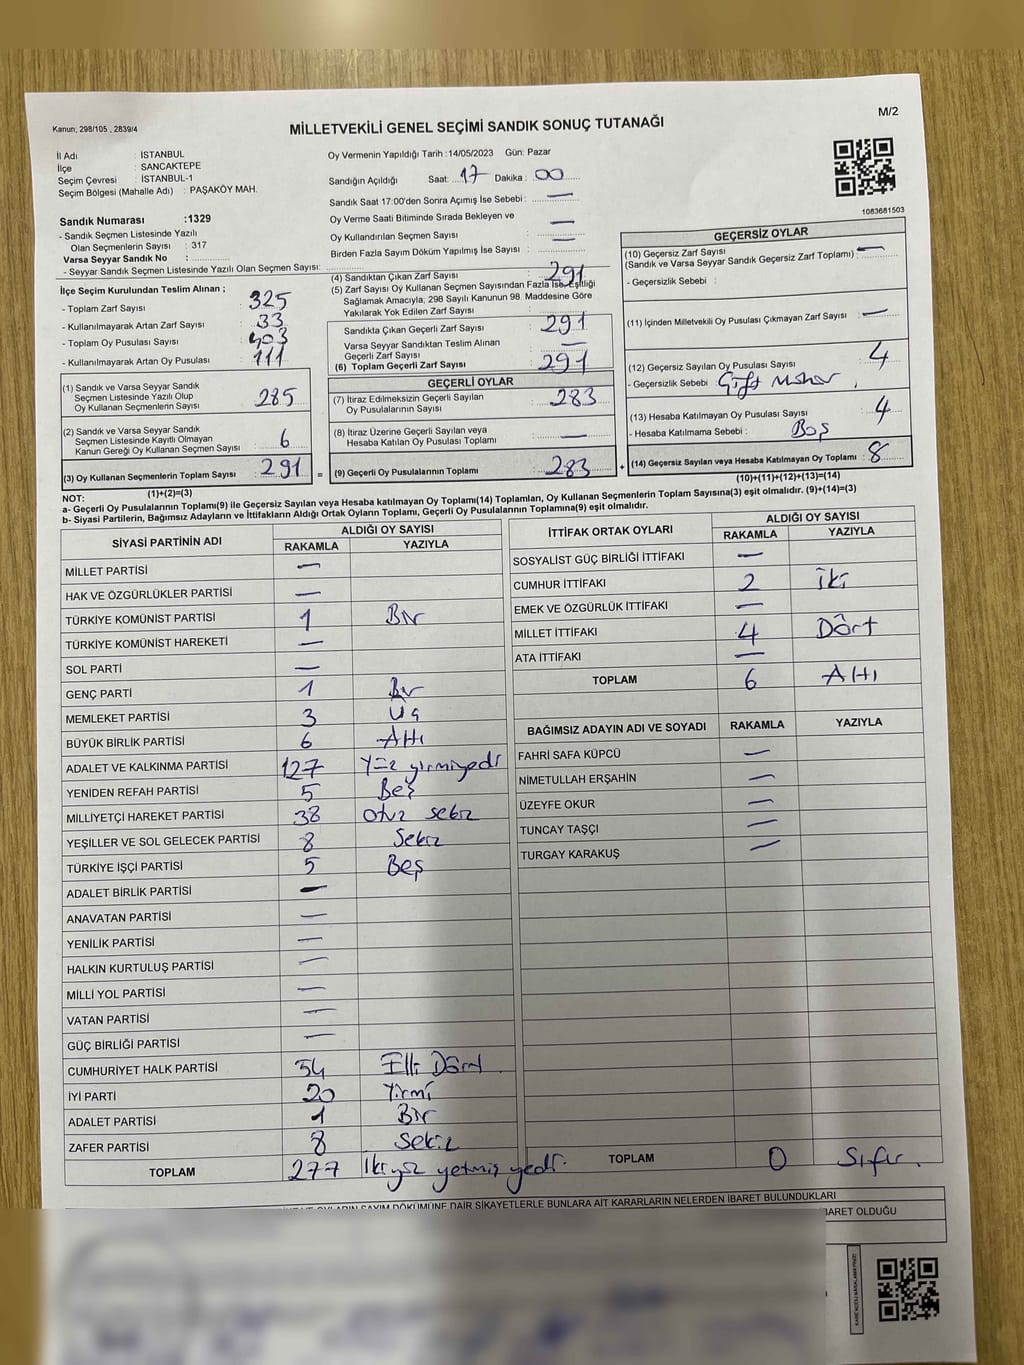 Kanun; 298/105 , 2839/4
M/2
MİLLETVEKİLİ GENEL SEÇİMİ SANDIK SONUÇ TUTANAĞI
İl Adı : İSTANBUL
İlçe : SANCAKTEPE
Seçim Çevresi : İSTANBUL-1
Seçim Bölgesi (Mahalle Adı) : PAŞAKÖY MAH.
Sandık Numarası :1329
- Sandık Seçmen Listesinde Yazılı
Olan Seçmenlerin Sayısı : 317
Varsa Seyyar Sandık No :
- Seyyar Sandık Seçmen Listesinde Yazılı Olan Seçmen Sayısı:
Oy Vermenin Yapıldığı Tarih :14/05/2023 Gün: Pazar
Sandığın Açıldığı Saat: 17 Dakika : 00
Sandık Saat 17:00'den Sonra Açımış İse Sebebi : —
Oy Verme Saati Bitiminde Sırada Bekleyen ve
Oy Kullandırılan Seçmen Sayısı : —
Birden Fazla Sayım Döküm Yapılmış İse Sayısı : —
1083681503
İlçe Seçim Kurulundan Teslim Alınan ;
- Toplam Zarf Sayısı : 325
- Kullanılmayarak Artan Zarf Sayısı : 33
- Toplam Oy Pusulası Sayısı : 403
- Kullanılmayarak Artan Oy Pusulası : 111
(1) Sandık ve Varsa Seyyar Sandık
Seçmen Listesinde Yazılı Olup
Oy Kullanan Seçmenlerin Sayısı : 285
(2) Sandık ve Varsa Seyyar Sandık
Seçmen Listesinde Kayıtlı Olmayan
Kanun Gereği Oy Kullanan Seçmen Sayısı : 6
(3) Oy Kullanan Seçmenlerin Toplam Sayısı : 291 =
(1)+(2)=(3)
(4) Sandıktan Çıkan Zarf Sayısı : 291
(5) Zarf Sayısı Oy Kullanan Seçmen Sayısından Fazla İse, Eşitliği
Sağlamak Amacıyla, 298 Sayılı Kanunun 98. Maddesine Göre
Yakılarak Yok Edilen Zarf Sayısı :
Sandıkta Çıkan Geçerli Zarf Sayısı : 291
Varsa Seyyar Sandıktan Teslim Alınan
Geçerli Zarf Sayısı : —
(6) Toplam Geçerli Zarf Sayısı : 291
GEÇERLİ OYLAR
(7) İtiraz Edilmeksizin Geçerli Sayılan
Oy Pusulalarının Sayısı : 283
(8) İtiraz Üzerine Geçerli Sayılan veya
Hesaba Katılan Oy Pusulası Toplamı : —
(9) Geçerli Oy Pusulalarının Toplamı : 283 +
GEÇERSİZ OYLAR
(10) Geçersiz Zarf Sayısı
(Sandık ve Varsa Seyyar Sandık Geçersiz Zarf Toplamı) : —
- Geçersizlik Sebebi :
(11) İçinden Milletvekili Oy Pusulası Çıkmayan Zarf Sayısı : —
(12) Geçersiz Sayılan Oy Pusulası Sayısı : 4
- Geçersizlik Sebebi : Çift Mühür
(13) Hesaba Katılmayan Oy Pusulası Sayısı : 4
- Hesaba Katılmama Sebebi : Boş
(14) Geçersiz Sayılan veya Hesaba Katılmayan Oy Toplamı : 8
(10)+(11)+(12)+(13)=(14)
NOT:
a- Geçerli Oy Pusulalarının Toplamı(9) ile Geçersiz Sayılan veya Hesaba katılmayan Oy Toplamı(14) Toplamları, Oy Kullanan Seçmenlerin Toplam Sayısına(3) eşit olmalıdır. (9)+(14)=(3)
b- Siyasi Partilerin, Bağımsız Adayların ve İttifakların Aldığı Ortak Oyların Toplamı, Geçerli Oy Pusulalarının Toplamına(9) eşit olmalıdır.
SİYASİ PARTİNİN ADI ALDIĞI OY SAYISI
RAKAMLA YAZIYLA
MİLLET PARTİSİ —
HAK VE ÖZGÜRLÜKLER PARTİSİ —
TÜRKİYE KOMÜNİST PARTİSİ 1 Bir
TÜRKİYE KOMÜNİST HAREKETİ —
SOL PARTİ —
GENÇ PARTİ 1 Bir
MEMLEKET PARTİSİ 3 Üç
BÜYÜK BİRLİK PARTİSİ 6 Altı
ADALET VE KALKINMA PARTİSİ 127 Yüz yirmiyedi
YENİDEN REFAH PARTİSİ 5 Beş
MİLLİYETÇİ HAREKET PARTİSİ 38 Otuz sekiz
YEŞİLLER VE SOL GELECEK PARTİSİ 8 Sekiz
TÜRKİYE İŞÇİ PARTİSİ 5 Beş
ADALET BİRLİK PARTİSİ —
ANAVATAN PARTİSİ —
YENİLİK PARTİSİ —
HALKIN KURTULUŞ PARTİSİ —
MİLLİ YOL PARTİSİ —
VATAN PARTİSİ —
GÜÇ BİRLİĞİ PARTİSİ —
CUMHURİYET HALK PARTİSİ 54 Elli Dört
İYİ PARTİ 20 Yirmi
ADALET PARTİSİ 1 Bir
ZAFER PARTİSİ 8 Sekiz
TOPLAM 277 İkiyüz yetmiş yedi.
İTTİFAK ORTAK OYLARI ALDIĞI OY SAYISI
RAKAMLA YAZIYLA
SOSYALİST GÜÇ BİRLİĞİ İTTİFAKI —
CUMHUR İTTİFAKI 2 İki
EMEK VE ÖZGÜRLÜK İTTİFAKI —
MİLLET İTTİFAKI 4 Dört
ATA İTTİFAKI —
TOPLAM 6 Altı
BAĞIMSIZ ADAYIN ADI VE SOYADI RAKAMLA YAZIYLA
FAHRİ SAFA KÜPCÜ —
NİMETULLAH ERŞAHİN —
ÜZEYFE OKUR —
TUNCAY TAŞÇI —
TURGAY KARAKUŞ —
TOPLAM 0 Sıfır.
SAYIM DÖKÜMÜNE DAİR ŞİKAYETLERLE BUNLARA AİT KARARLARIN NELERDEN İBARET BULUNDUKLARI
İBARET OLDUĞU